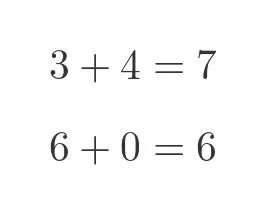 3 + 4 = 7
6 + 0 = 6